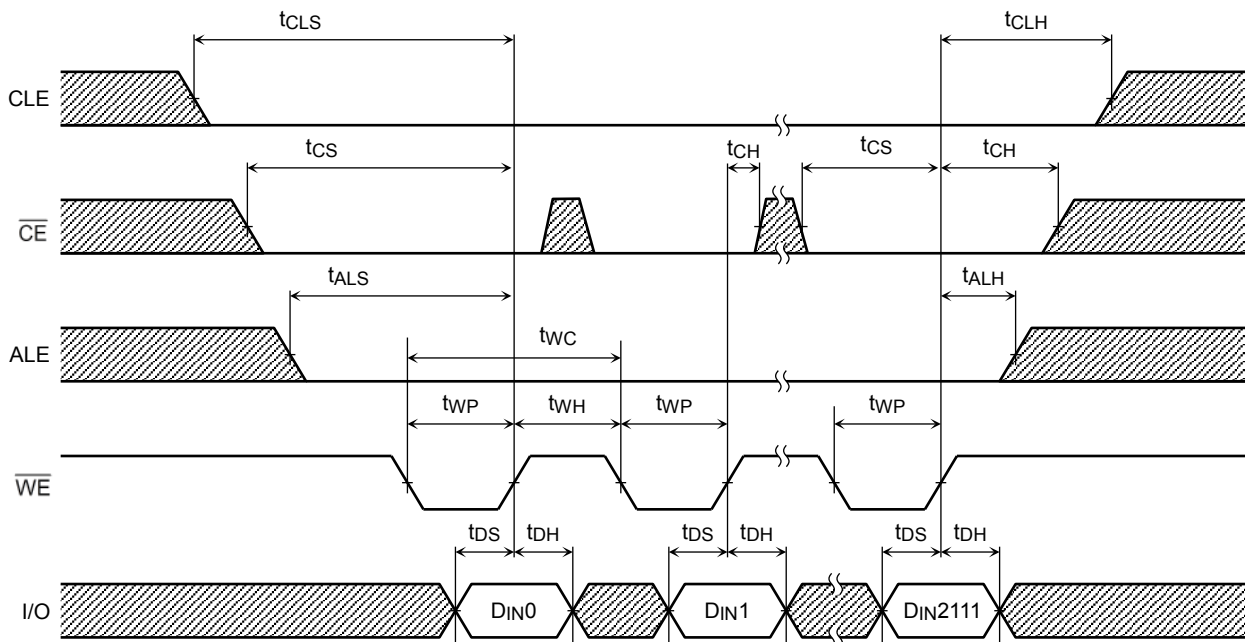 tCLS tCLH
CLE
tCS tCH tCS tCH
CE
tALS tALH
ALE
tWC
tWP tWH tWP tWP
WE
tDS tDH tDS tDH tDS tDH
I/O DIN0 DIN1 DIN2111